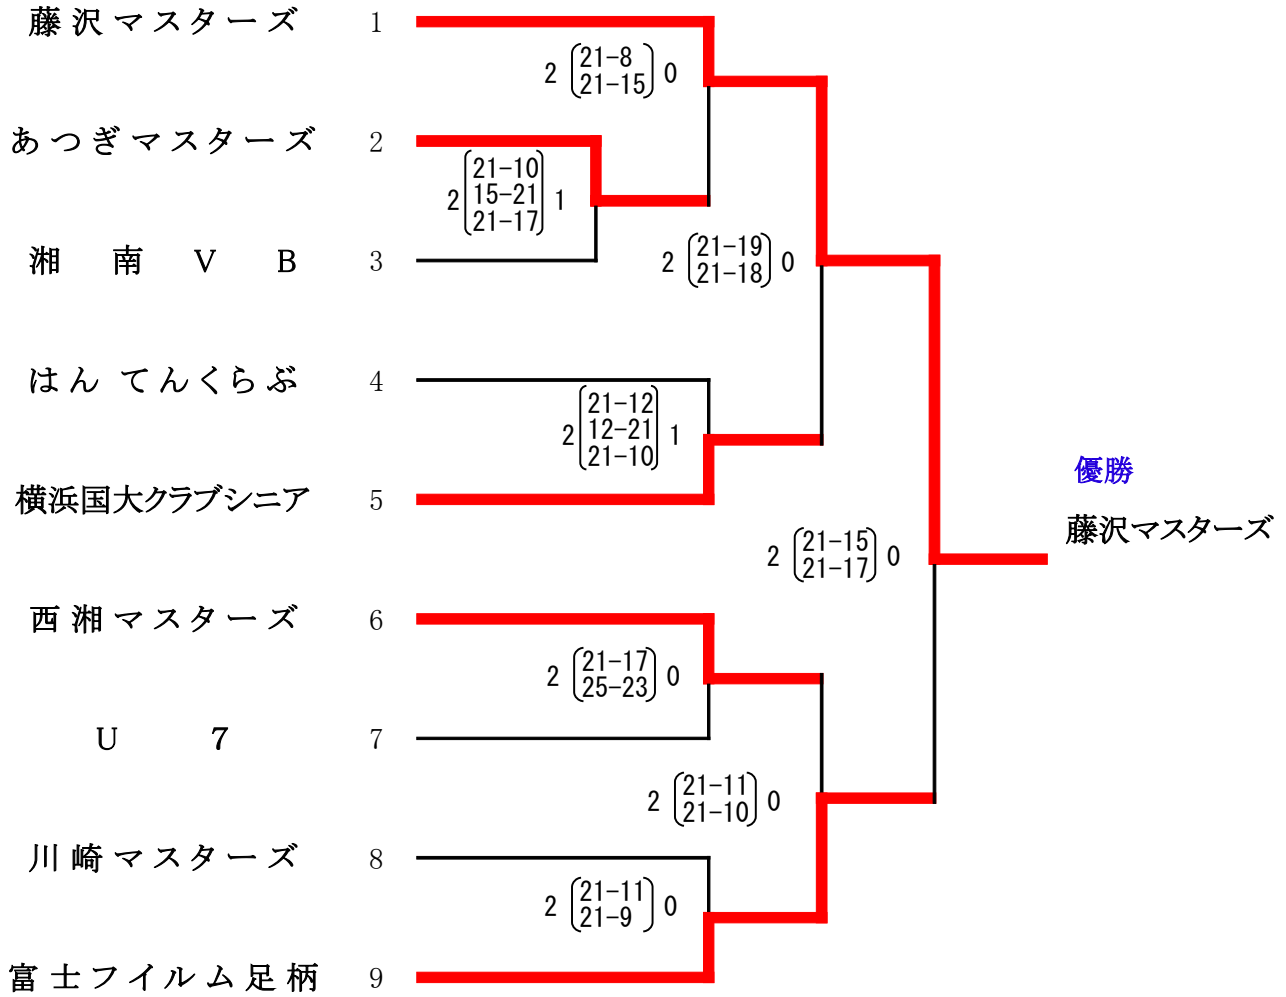 藤沢マスターズ 1
2 21-8 0
21-15
あつぎマスターズ 2
2 21-10 1
15-21
21-17
湘南VB 3
2 21-19 0
21-18
はんてんくらぶ 4
2 21-12 1
12-21
21-10
横浜国大クラブシニア 5
優勝
藤沢マスターズ
2 21-15 0
21-17
西湘マスターズ 6
2 21-17 0
25-23
U7 7
2 21-11 0
21-10
川崎マスターズ 8
2 21-11 0
21-9
富士フイルム足柄 9